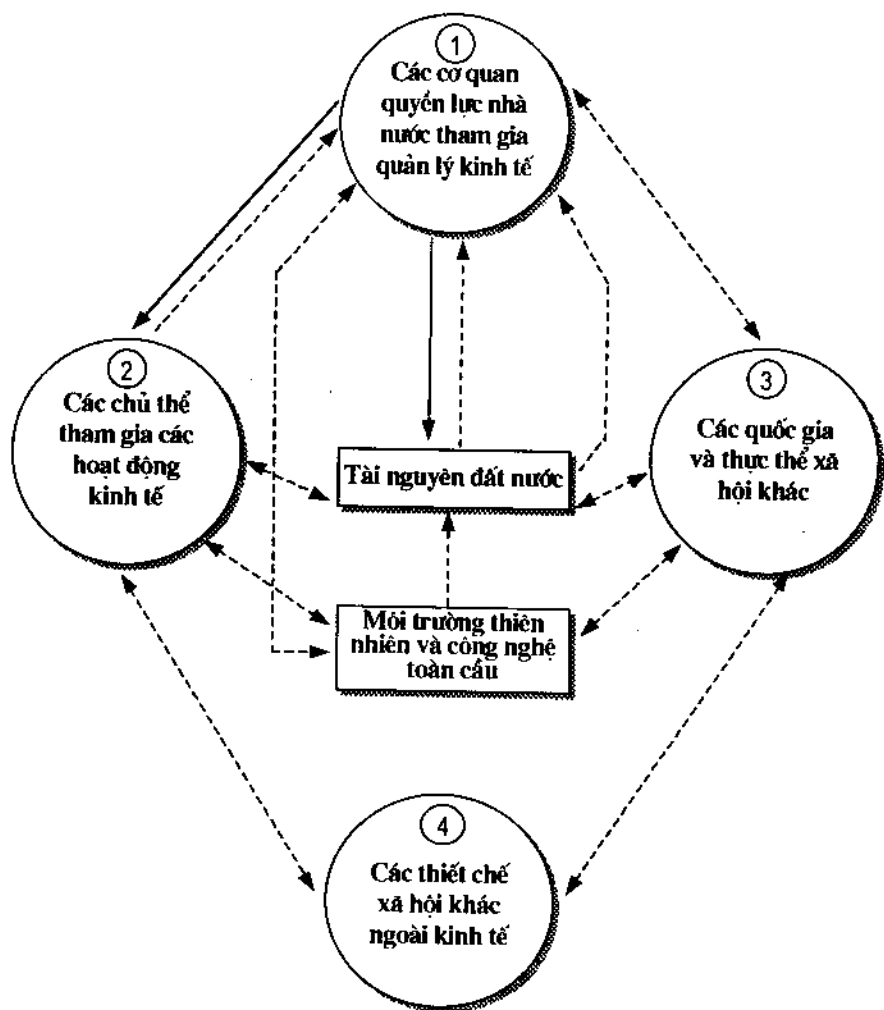 1
Các cơ quan
quyền lực nhà
nước tham gia
quản lý kinh tế
2
Các chủ thể
tham gia các
hoạt động
kinh tế
3
Các quốc gia
và thực thể xã
hội khác
Tài nguyên đất nước
Môi trường thiên
nhiên và công nghệ
toàn cầu
4
Các thiết chế
xã hội khác
ngoài kinh tế